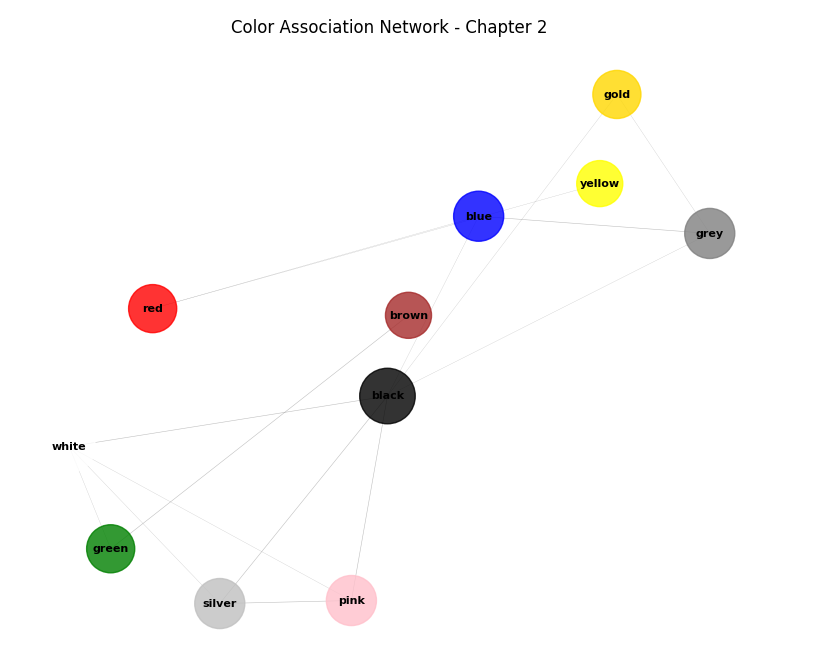 Color Association Network - Chapter 2
gold
yellow
blue
grey
red
brown
black
white
green
silver
pink